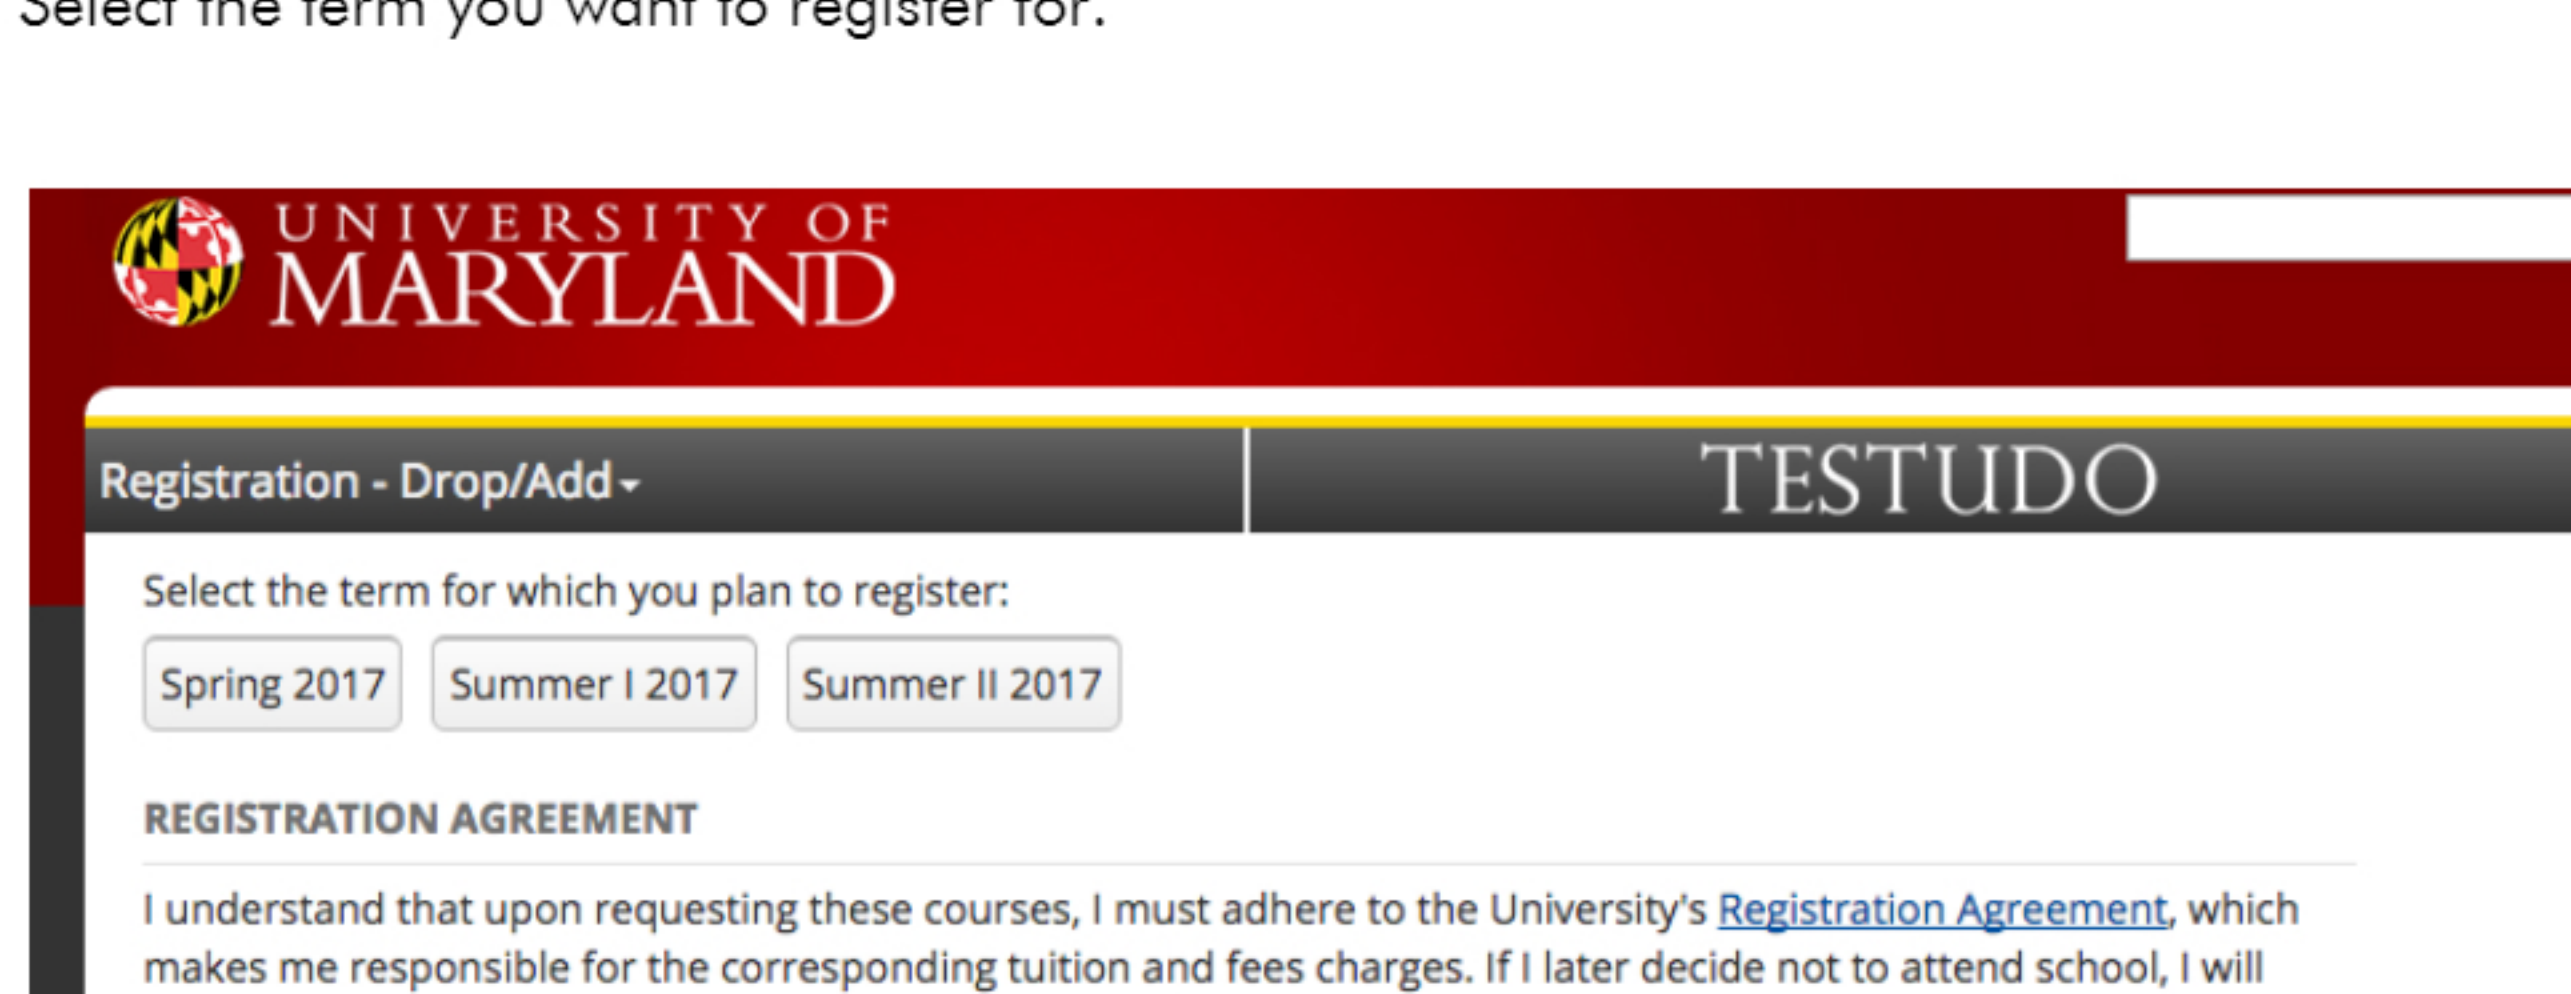 Select the term you want to register for.
UNIVERSITY OF
MARYLAND
Registration - Drop/Add
TESTUDO
Select the term for which you plan to register:
Spring 2017 Summer I 2017 Summer II 2017
REGISTRATION AGREEMENT
I understand that upon requesting these courses, I must adhere to the University's Registration Agreement, which
makes me responsible for the corresponding tuition and fees charges. If I later decide not to attend school, I will